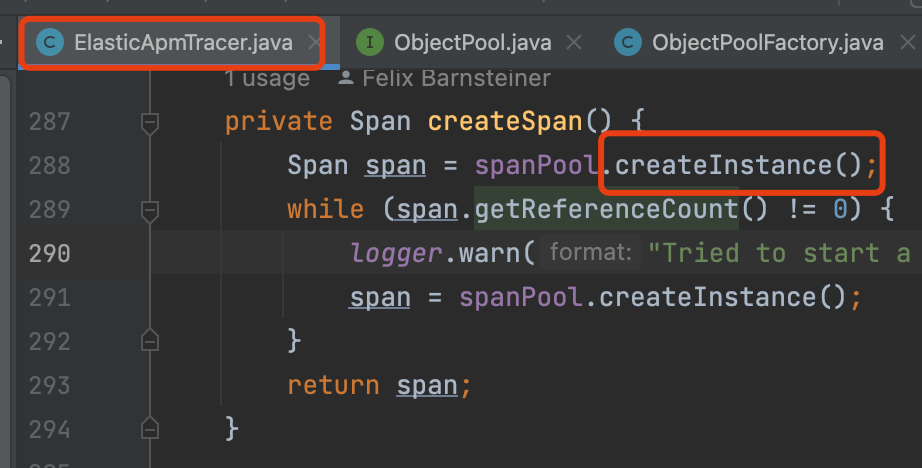 ElasticApmTracer.java ObjectPool.java ObjectPoolFactory.java
1 usage Felix Barnsteiner
287 private Span createSpan() {
288 Span span = spanPool.createInstance();
289 while (span.getReferenceCount() != 0) {
290 logger.warn( format: "Tried to start a
291 span = spanPool.createInstance();
292 }
293 return span;
294 }